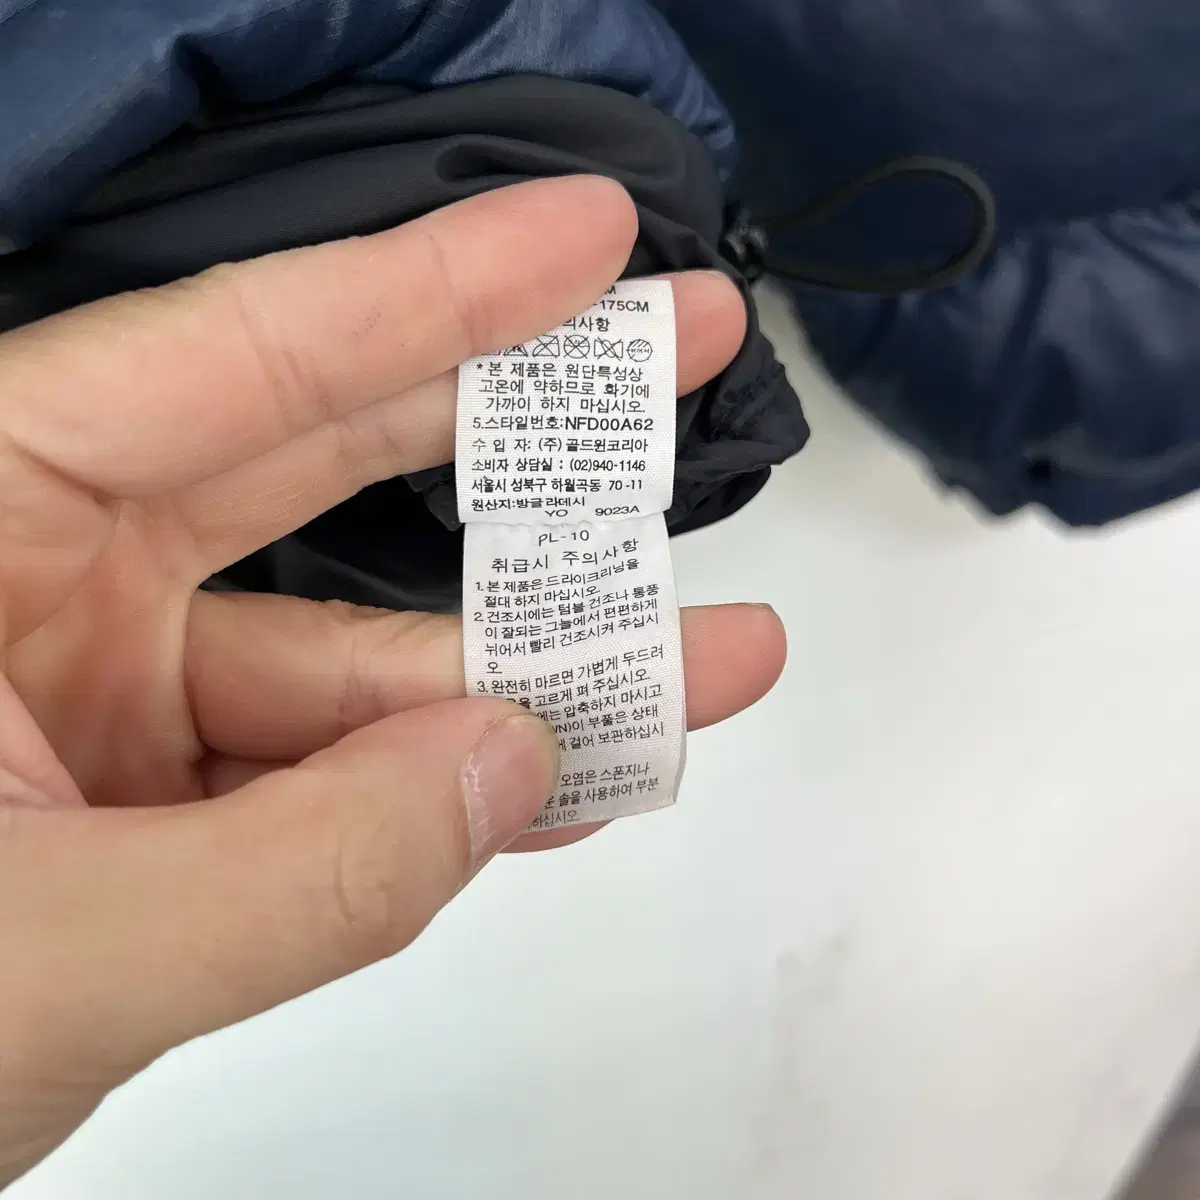 M
-175CM
의사항
뉘어서
*본 제품은 원단특성상
고온에 약하므로 화기에
가까이 하지 마십시오.
5.스타일번호:NFD00A62
수 입 자: (주)골드윈코리아
소비자 상담실 : (02)940-1146
서울시 성북구 하월곡동 70-11
원산지:방글라데시
YO 9023A
PL-10
취급시 주의사항
1. 본 제품은 드라이크리닝을
절대 하지 마십시오.
2. 건조시에는 텀블 건조나 통풍
이 잘되는 그늘에서 편편하게
뉘어서 빨리 건조시켜 주십시
오.
3. 완전히 마르면 가볍게 두드려
을 고르게 펴 주십시오.
에는 압축하지 마시고
WN)이 부풀은 상태
에 걸어 보관하십시
오염은 스폰지나
운 솔을 사용하여 부분
하십시오.